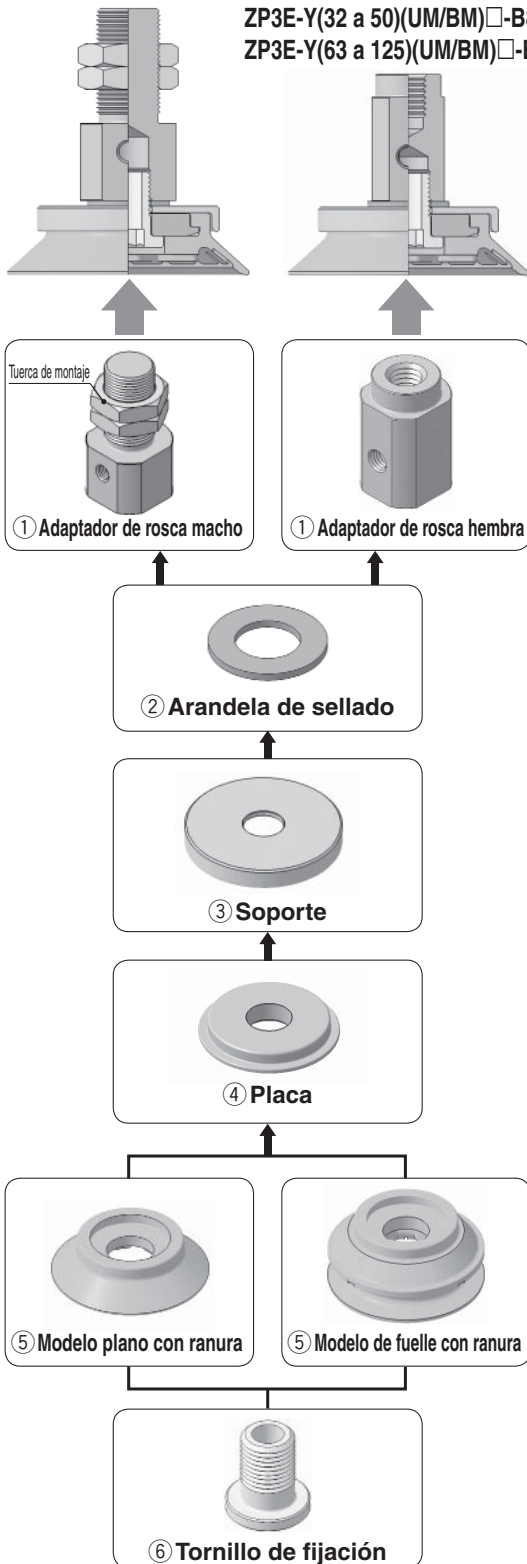 ZP3E-Y(32 a 50)(UM/BM)□-B
ZP3E-Y(63 a 125)(UM/BM)□-
Tuerca de montaje
① Adaptador de rosca macho
① Adaptador de rosca hembra
② Arandela de sellado
③ Soporte
④ Placa
⑤ Modelo plano con ranura
⑤ Modelo de fuelle con ranura
⑥ Tornillo de fijación